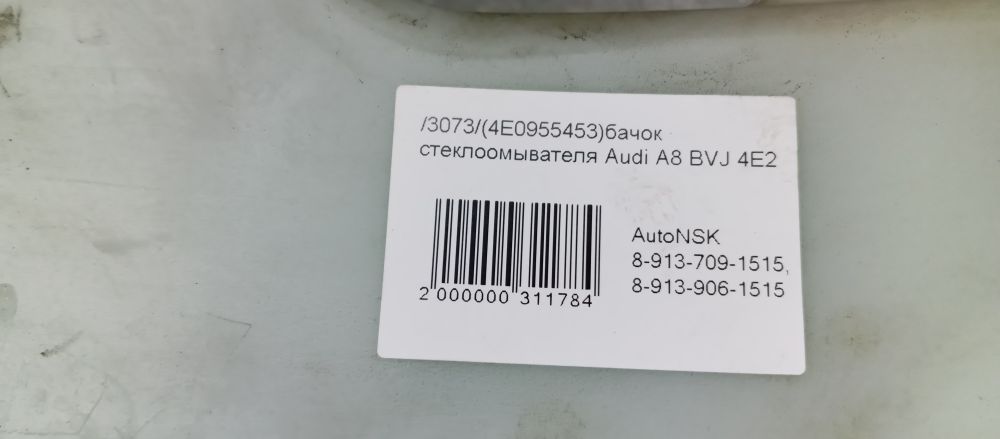 /3073/(4E0955453)бачок
стеклоомывателя Audi A8 BVJ 4E2
AutoNSK
8-913-709-1515,
8-913-906-1515
2 000000 311784